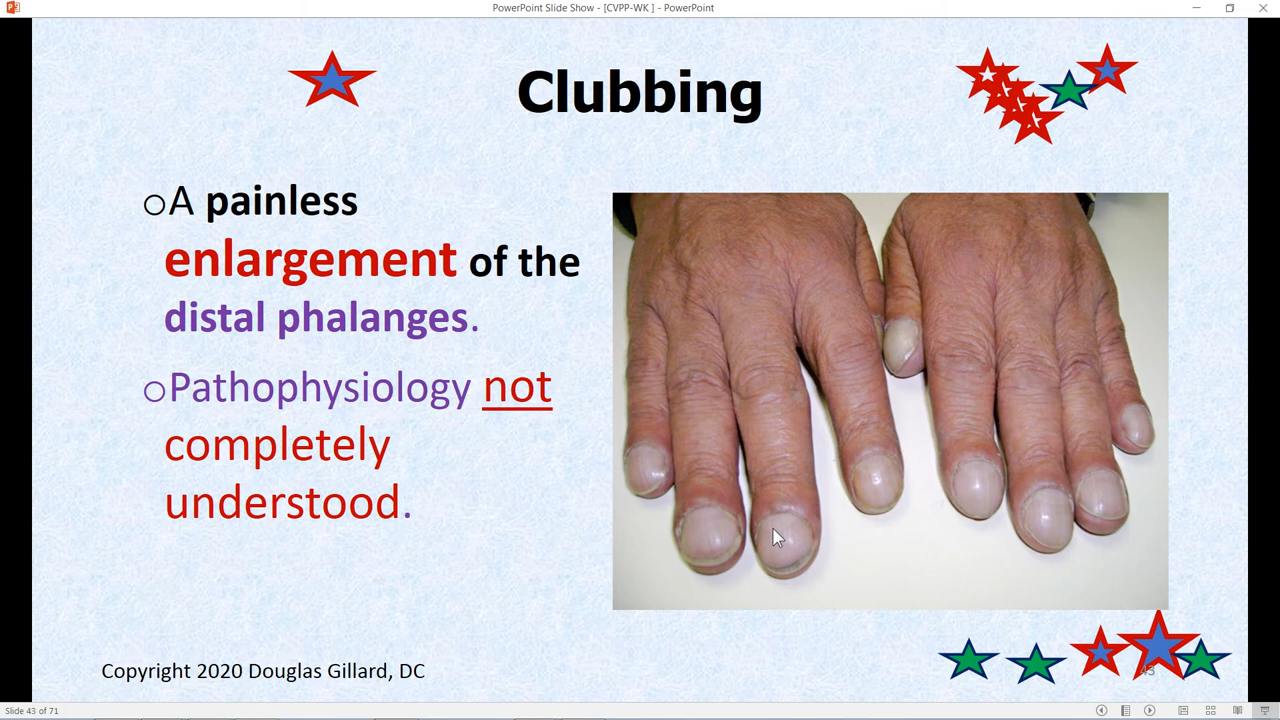 PowerPoint Slide Show - [CVPP-WK ] - PowerPoint
Clubbing
oA painless
enlargement of the
distal phalanges.
oPathophysiology not
completely
understood.
Copyright 2020 Douglas Gillard, DC
43
Slide 43 of 71